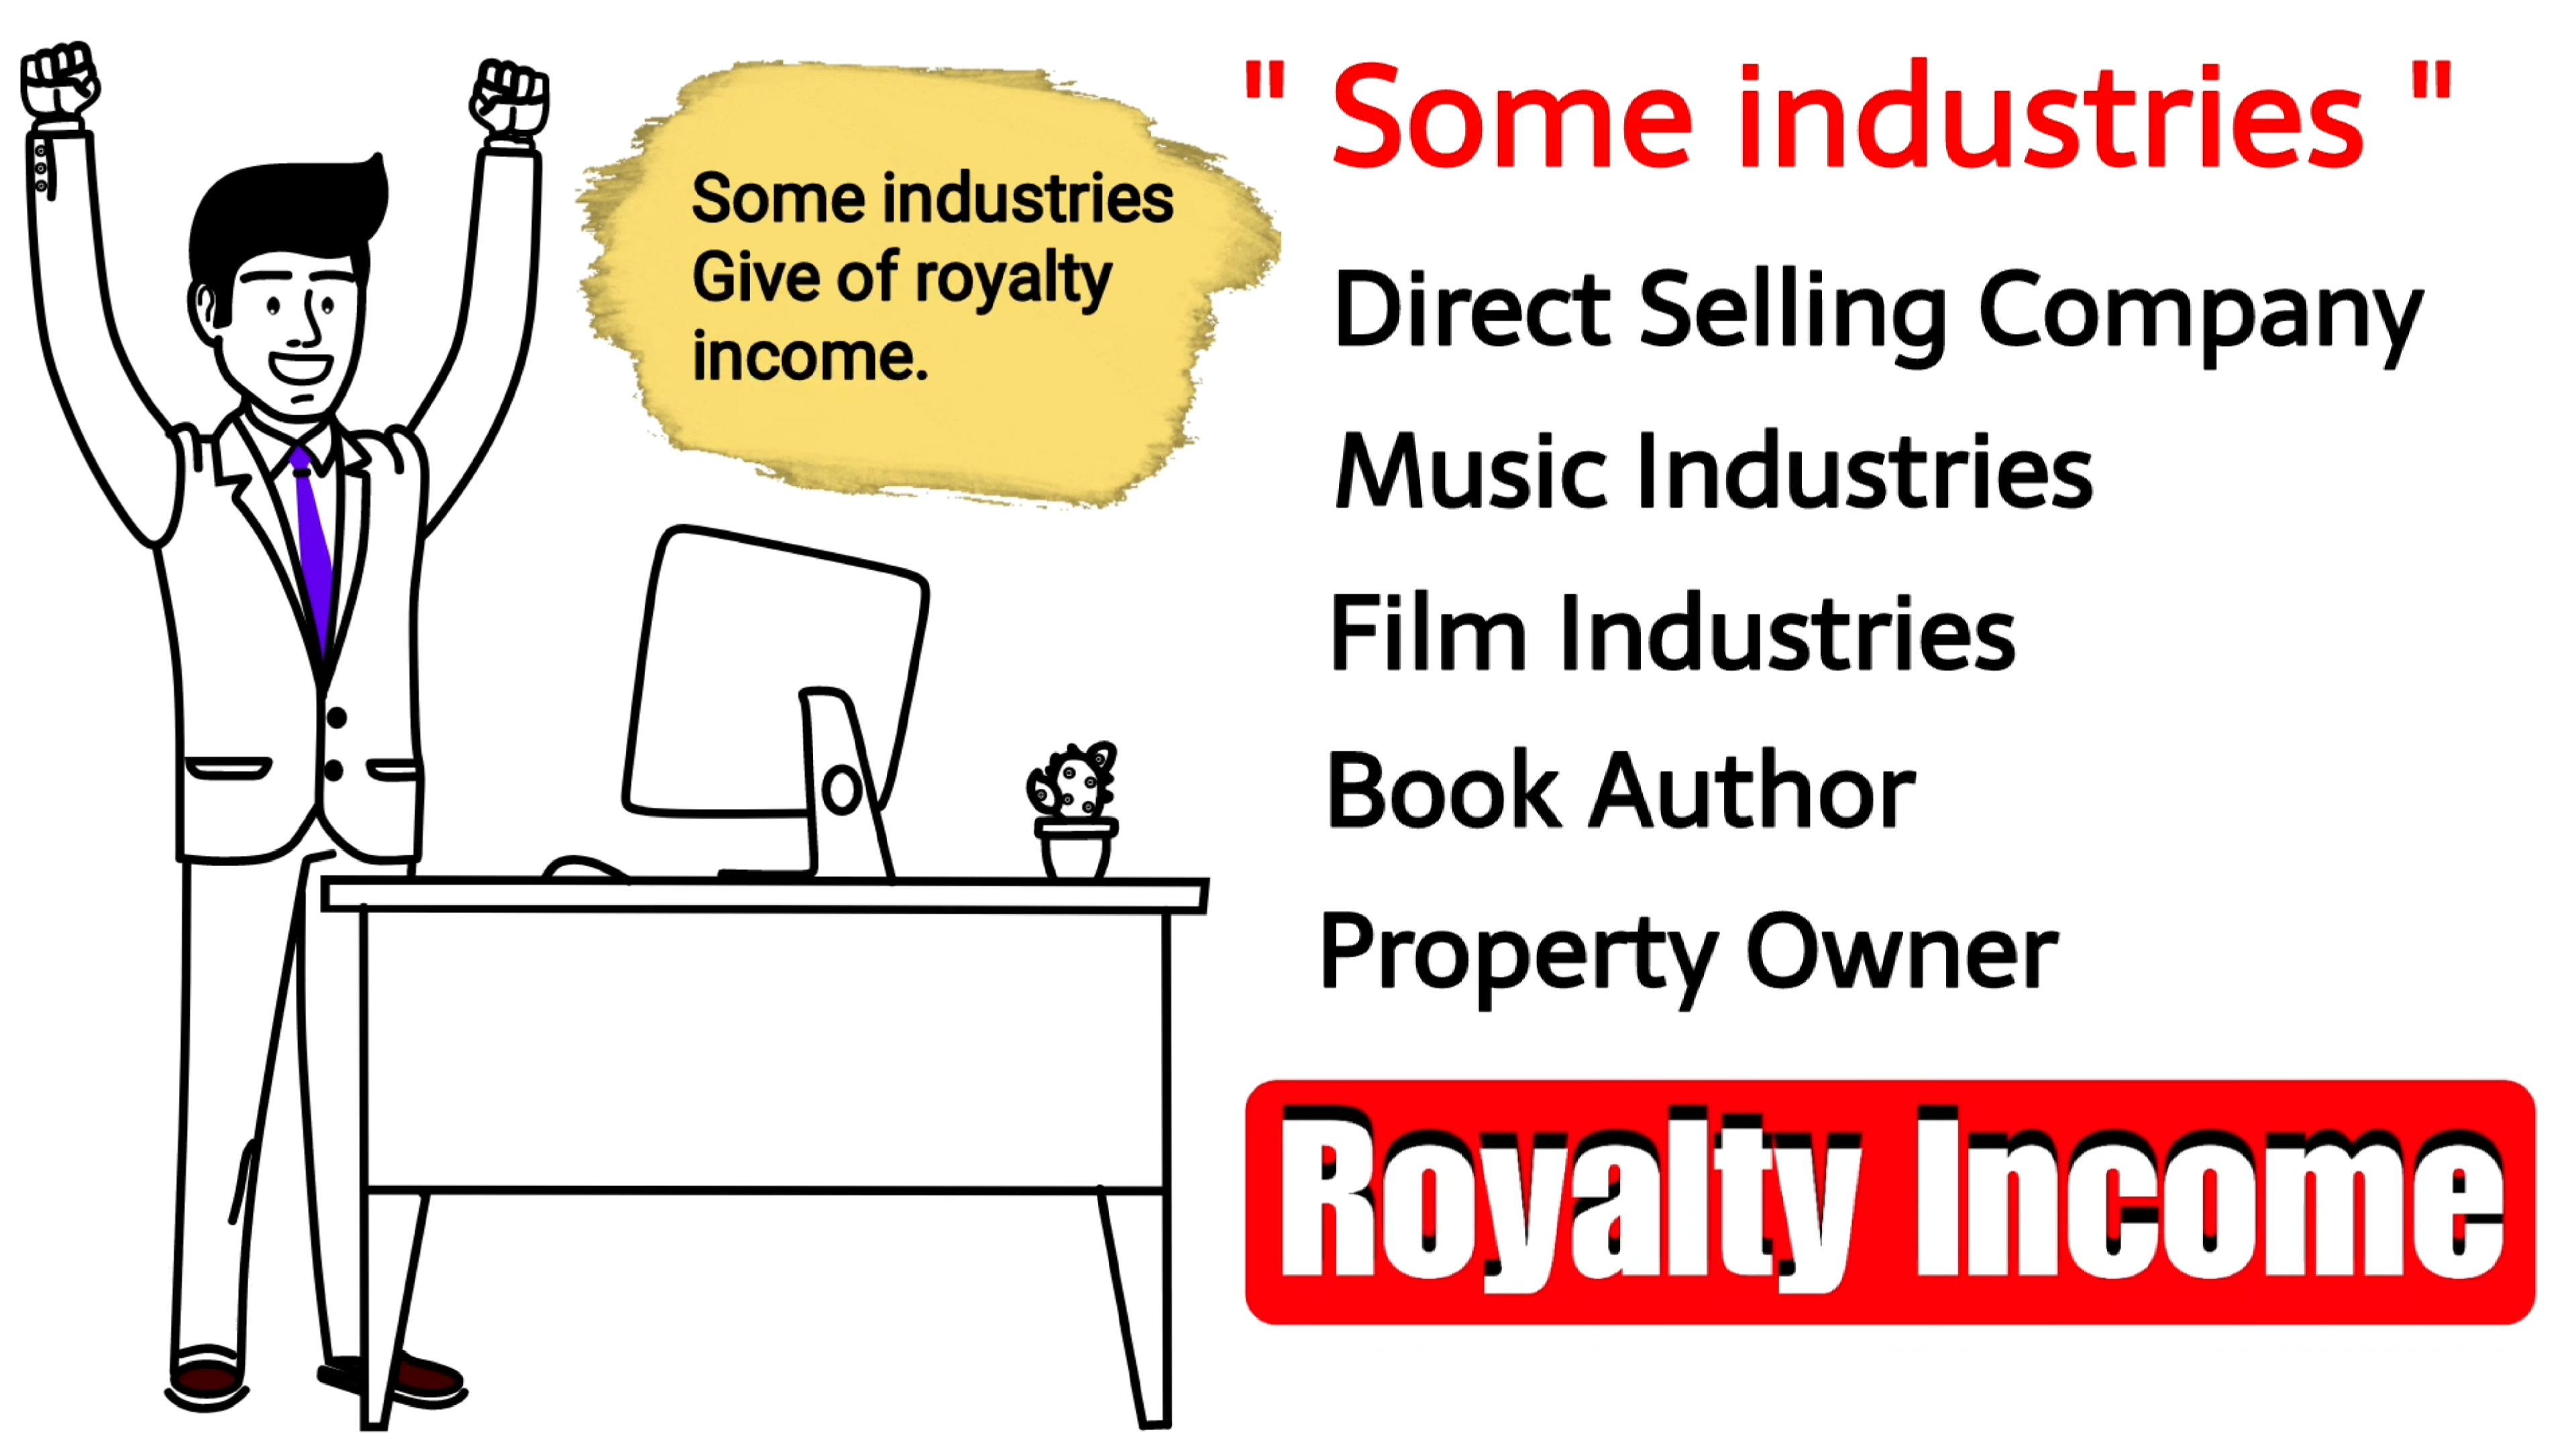 Some industries
Give of royalty
income.
" Some industries "
Direct Selling Company
Music Industries
Film Industries
Book Author
Property Owner
Royalty Income